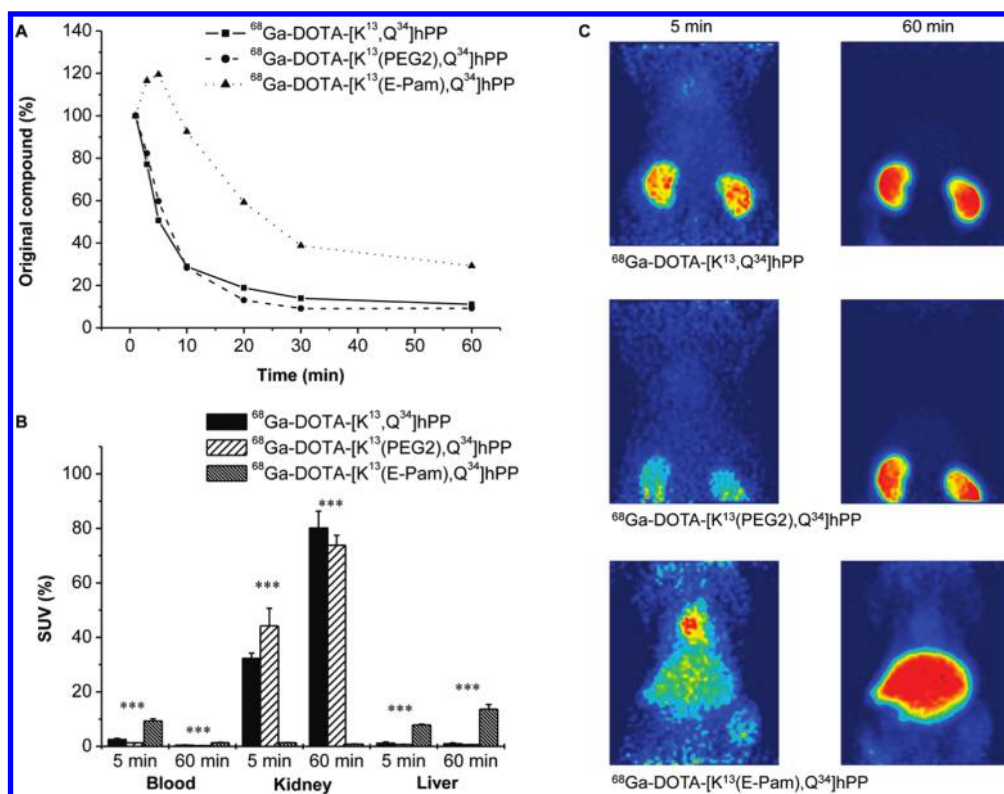 A
⁶⁸Ga-DOTA-[K¹³,Q³⁴]hPP
⁶⁸Ga-DOTA-[K¹³(PEG2),Q³⁴]hPP
⁶⁸Ga-DOTA-[K¹³(E-Pam),Q³⁴]hPP
Original compound (%)
140
120
100
80
60
40
20
0
0 10 20 30 40 50 60
Time (min)
B
⁶⁸Ga-DOTA-[K¹³,Q³⁴]hPP
⁶⁸Ga-DOTA-[K¹³(PEG2),Q³⁴]hPP
⁶⁸Ga-DOTA-[K¹³(E-Pam),Q³⁴]hPP
SUV (%)
100
80
60
40
20
0
*** *** *** *** *** ***
5 min 60 min 5 min 60 min 5 min 60 min
Blood Kidney Liver
C
5 min 60 min
⁶⁸Ga-DOTA-[K¹³,Q³⁴]hPP
⁶⁸Ga-DOTA-[K¹³(PEG2),Q³⁴]hPP
⁶⁸Ga-DOTA-[K¹³(E-Pam),Q³⁴]hPP